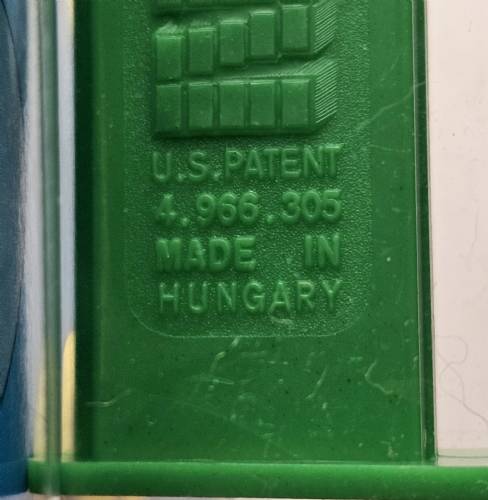 U.S.PATENT
4.966.305
MADE IN
HUNGARY